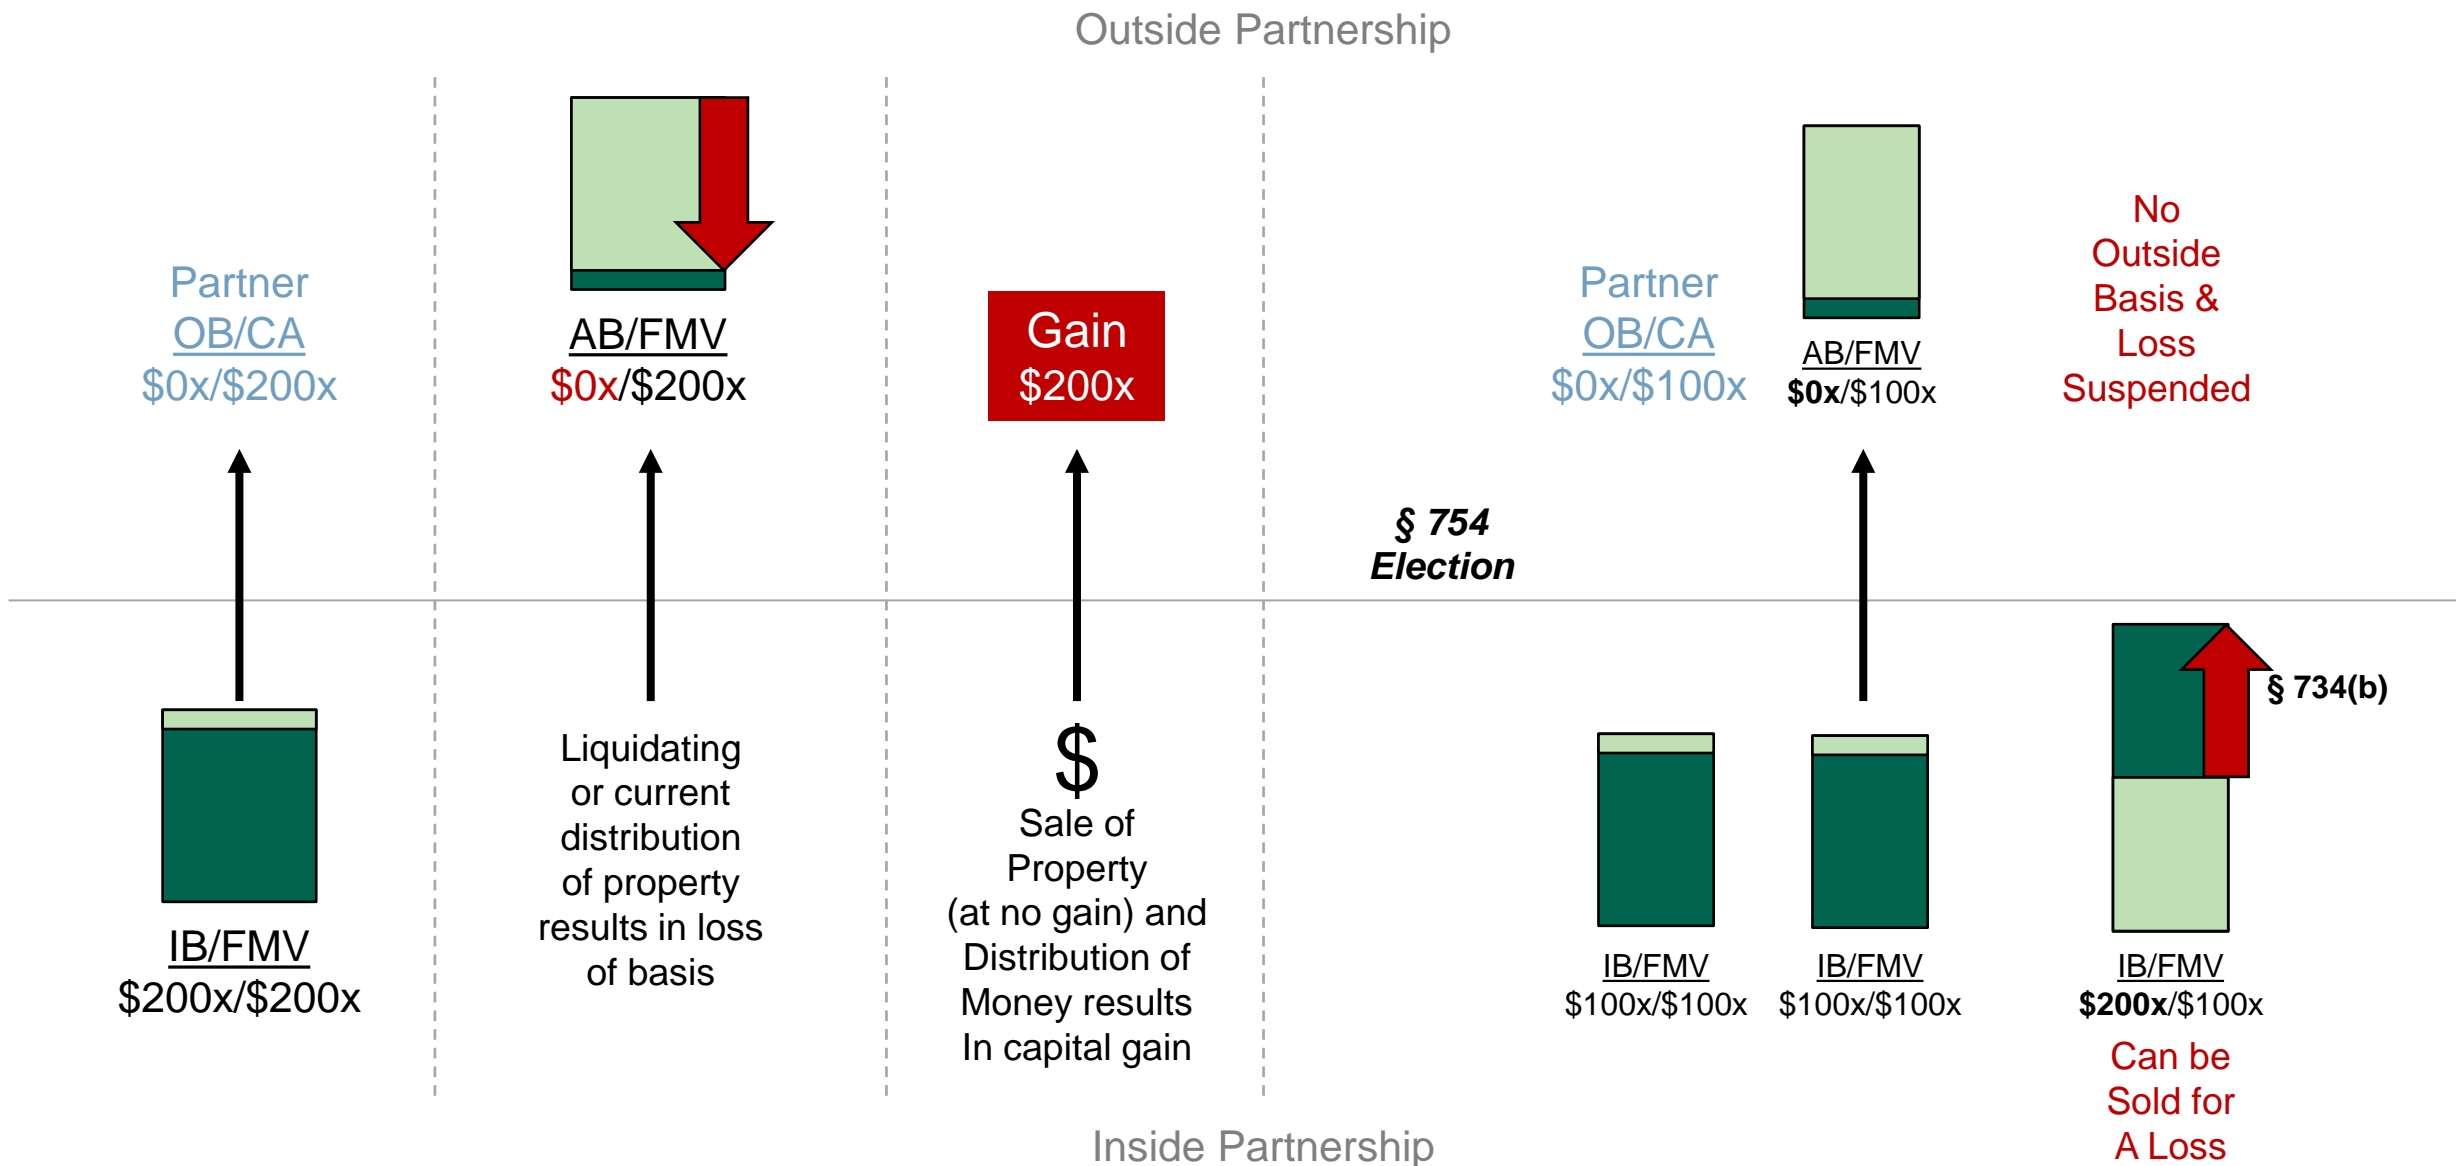 Outside Partnership
Partner
OB/CA
$0x/$200x
IB/FMV
$200x/$200x
AB/FMV
$0x/$200x
Liquidating
or current
distribution
of property
results in loss
of basis
Gain
$200x
$
Sale of
Property
(at no gain) and
Distribution of
Money results
In capital gain
§ 754
Election
Partner
OB/CA
$0x/$100x
AB/FMV
$0x/$100x
No
Outside
Basis &
Loss
Suspended
IB/FMV
$100x/$100x
IB/FMV
$100x/$100x
§ 734(b)
IB/FMV
$200x/$100x
Can be
Sold for
A Loss
Inside Partnership